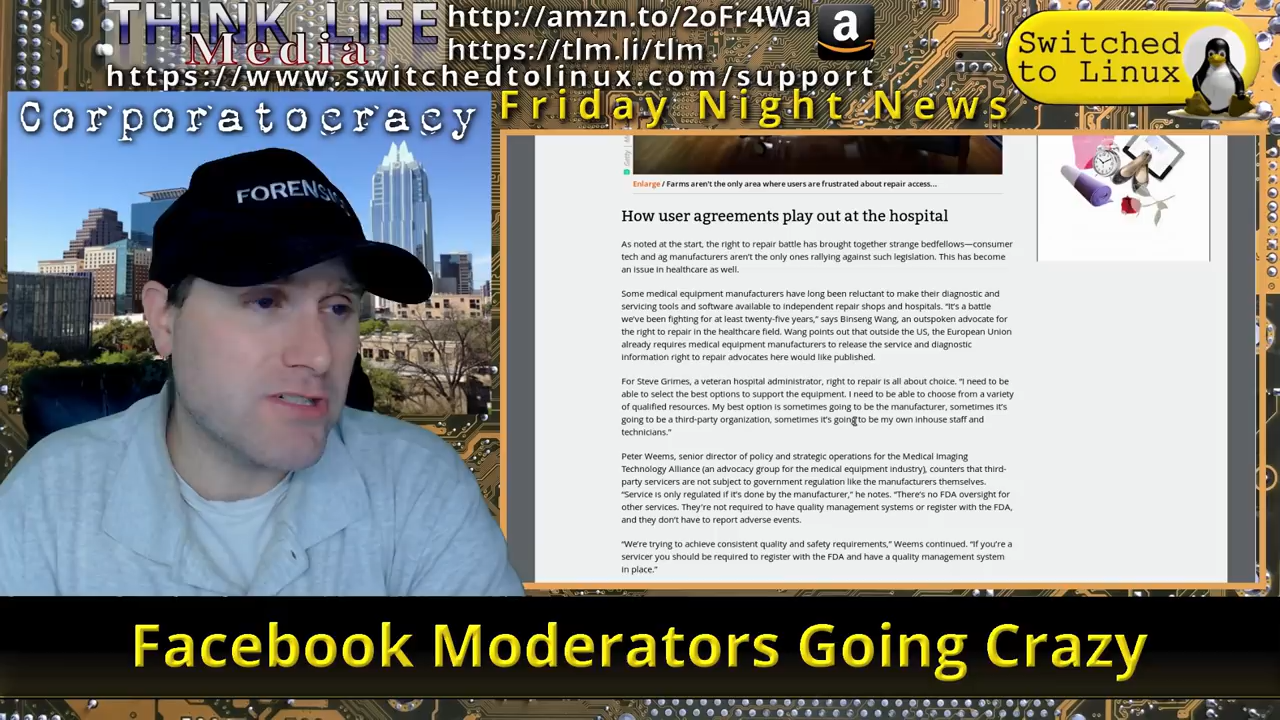 THINK LIFE
Media
http://amzn.to/2oFr4Wa
https://tlm.li/tlm
https://www.switchedtolinux.com/support
a
Switched
to Linux
Corporatocracy
Friday Night News
FORENSIC
Enlarge / Farms aren't the only area where users are frustrated about repair access...
How user agreements play out at the hospital
As noted at the start, the right to repair battle has brought together strange bedfellows—consumer
tech and ag manufacturers aren't the only ones rallying against such legislation. This has become
an issue in healthcare as well.
Some medical equipment manufacturers have long been reluctant to make their diagnostic and
servicing tools and software available to independent repair shops and hospitals. "It's a battle
we've been fighting for at least twenty-five years," says Binseng Wang, an outspoken advocate for
the right to repair in the healthcare field. Wang points out that outside the US, the European Union
already requires medical equipment manufacturers to release the service and diagnostic
information right to repair advocates here would like published.
For Steve Grimes, a veteran hospital administrator, right to repair is all about choice. "I need to be
able to select the best options to support the equipment. I need to be able to choose from a variety
of qualified resources. My best option is sometimes going to be the manufacturer, sometimes it's
going to be a third-party organization, sometimes it's going to be my own inhouse staff and
technicians."
Peter Weems, senior director of policy and strategic operations for the Medical Imaging
Technology Alliance (an advocacy group for the medical equipment industry), counters that third-
party servicers are not subject to government regulation like the manufacturers themselves.
"Service is only regulated if it's done by the manufacturer," he notes. "There's no FDA oversight for
other services. They're not required to have quality management systems or register with the FDA,
and they don't have to report adverse events.
"We're trying to achieve consistent quality and safety requirements," Weems continued. "If you're a
servicer you should be required to register with the FDA and have a quality management system
in place."
Facebook Moderators Going Crazy